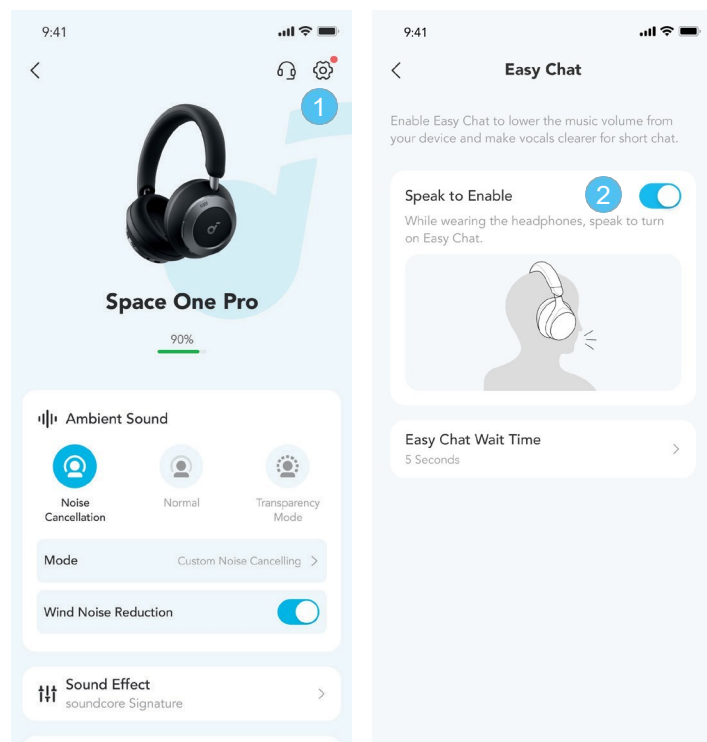 9:41
1
Space One Pro
90%
Ambient Sound
Noise
Cancellation
Normal
Transparency
Mode
Mode
Custom Noise Cancelling
Wind Noise Reduction
Sound Effect
soundcore Signature
9:41
Easy Chat
Enable Easy Chat to lower the music volume from
your device and make vocals clearer for short chat.
Speak to Enable
2
While wearing the headphones, speak to turn
on Easy Chat.
Easy Chat Wait Time
5 Seconds